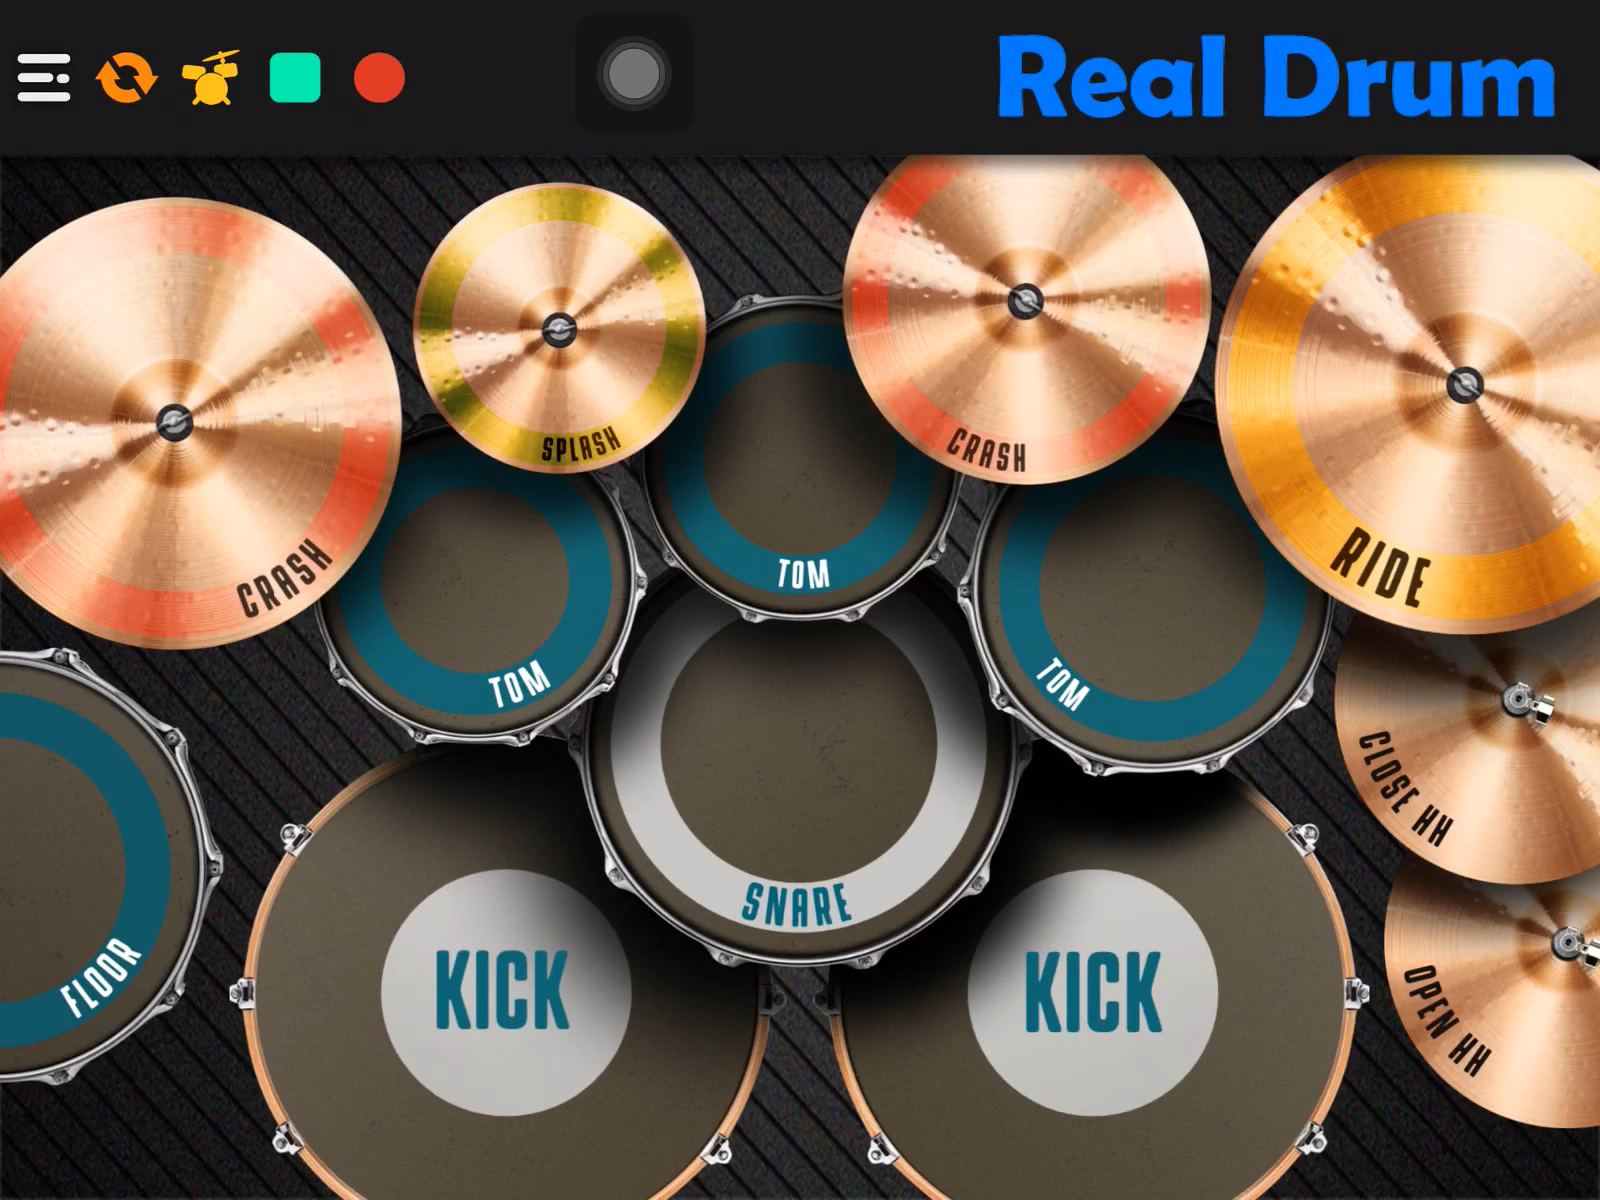 Real Drum
SPLASH
CRASH
CRASH
RIDE
TOM
TOM
TOM
CLOSE HH
SNARE
FLOOR
KICK
KICK
OPEN HH